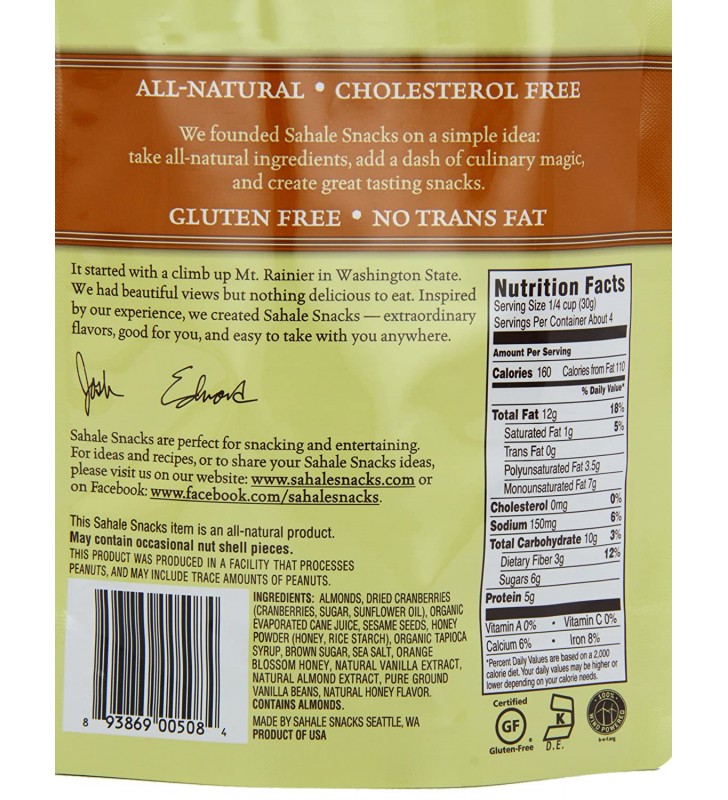 ALL-NATURAL • CHOLESTEROL FREE
We founded Sahale Snacks on a simple idea:
take all-natural ingredients, add a dash of culinary magic,
and create great tasting snacks.
GLUTEN FREE • NO TRANS FAT
It started with a climb up Mt. Rainier in Washington State.
We had beautiful views but nothing delicious to eat. Inspired
by our experience, we created Sahale Snacks — extraordinary
flavors, good for you, and easy to take with you anywhere.
Josh Edmond
Sahale Snacks are perfect for snacking and entertaining.
For ideas and recipes, or to share your Sahale Snacks ideas,
please visit us on our website: www.sahalesnacks.com or
on Facebook: www.facebook.com/sahalesnacks.
This Sahale Snacks item is an all-natural product.
May contain occasional nut shell pieces.
THIS PRODUCT WAS PRODUCED IN A FACILITY THAT PROCESSES
PEANUTS, AND MAY INCLUDE TRACE AMOUNTS OF PEANUTS.
8 93869 00508 4
INGREDIENTS: ALMONDS, DRIED CRANBERRIES
(CRANBERRIES, SUGAR, SUNFLOWER OIL), ORGANIC
EVAPORATED CANE JUICE, SESAME SEEDS, HONEY
POWDER (HONEY, RICE STARCH), ORGANIC TAPIOCA
SYRUP, BROWN SUGAR, SEA SALT, ORANGE
BLOSSOM HONEY, NATURAL VANILLA EXTRACT,
NATURAL ALMOND EXTRACT, PURE GROUND
VANILLA BEANS, NATURAL HONEY FLAVOR.
CONTAINS ALMONDS.
MADE BY SAHALE SNACKS SEATTLE, WA
PRODUCT OF USA
Nutrition Facts
Serving Size 1/4 cup (30g)
Servings Per Container About 4
Amount Per Serving
Calories 160 Calories from Fat 110
% Daily Value*
Total Fat 12g 18%
Saturated Fat 1g 5%
Trans Fat 0g
Polyunsaturated Fat 3.5g
Monounsaturated Fat 7g
Cholesterol 0mg 0%
Sodium 150mg 6%
Total Carbohydrate 10g 3%
Dietary Fiber 3g 12%
Sugars 6g
Protein 5g
Vitamin A 0% • Vitamin C 0%
Calcium 6% • Iron 8%
*Percent Daily Values are based on a 2,000
calorie diet. Your daily values may be higher or
lower depending on your calorie needs.
Certified
GF
Gluten-Free
K
D.E.
100%
WIND POWERED
b-e-f.org